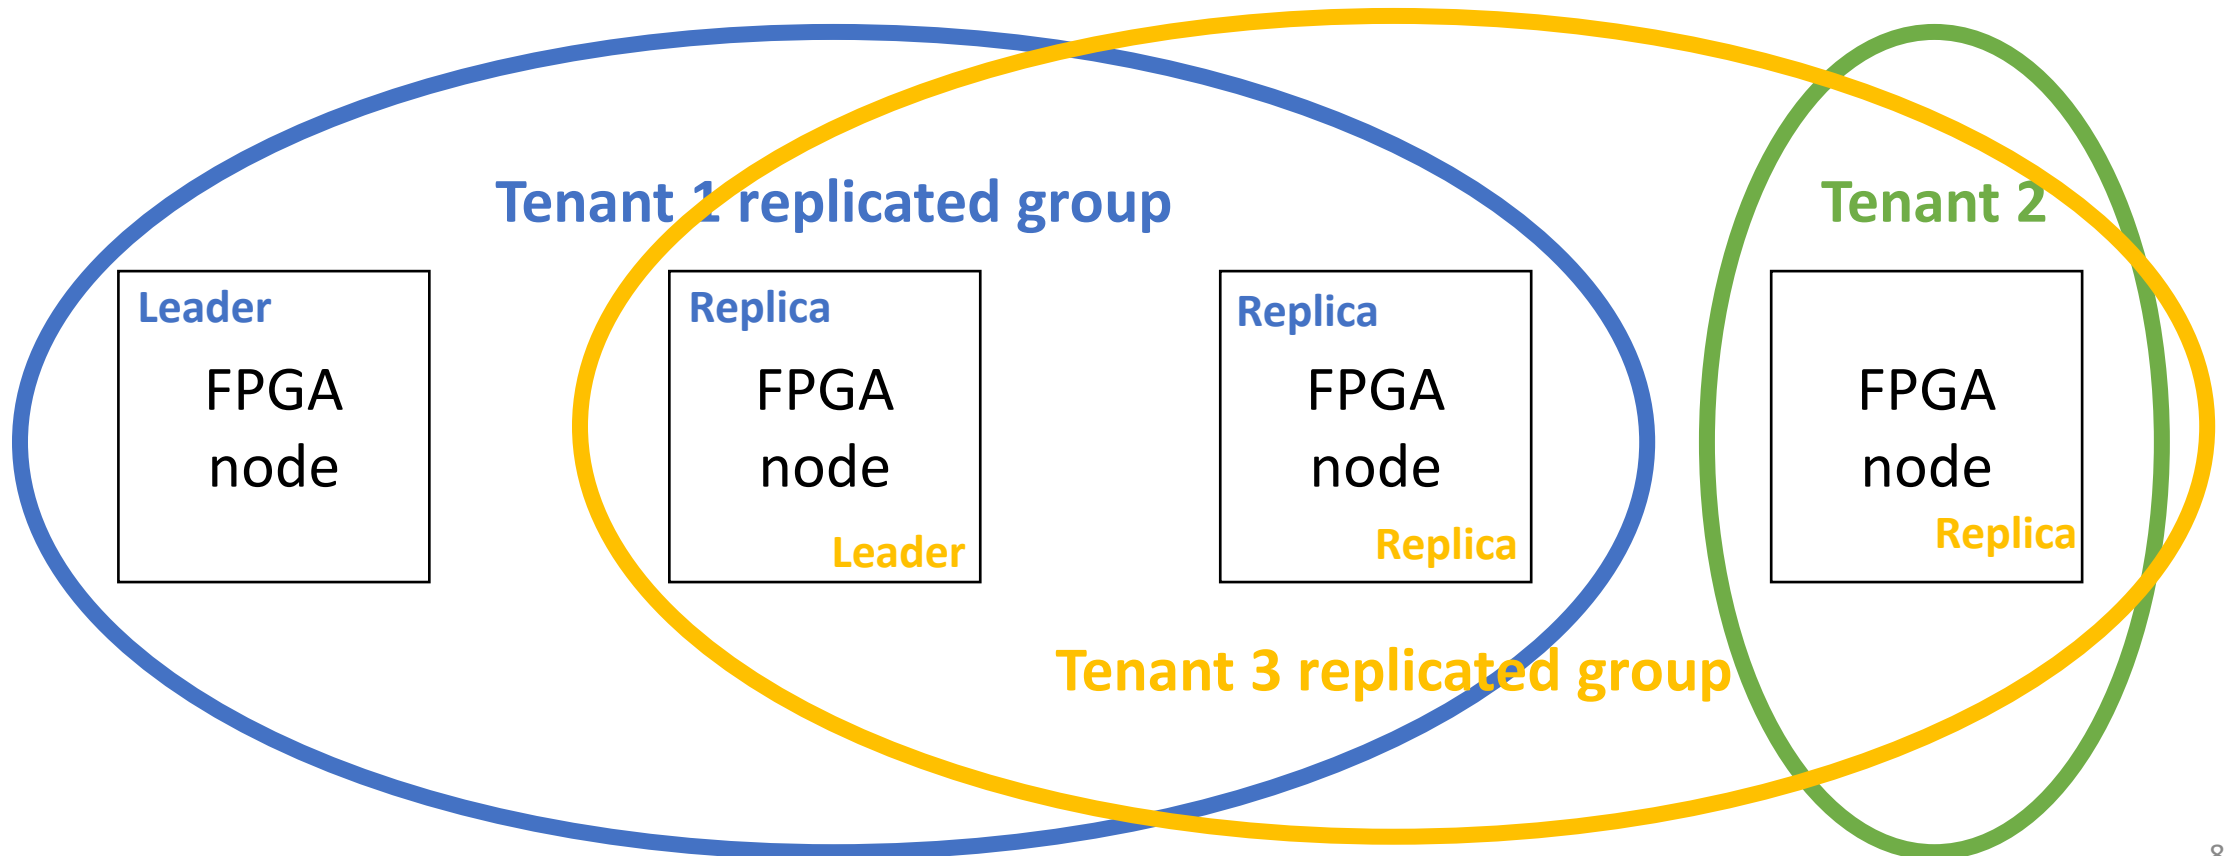 Tenant 1 replicated group
Tenant 2
Leader
FPGA
node
Replica
FPGA
node
Leader
Replica
FPGA
node
Replica
FPGA
node
Replica
Tenant 3 replicated group
8